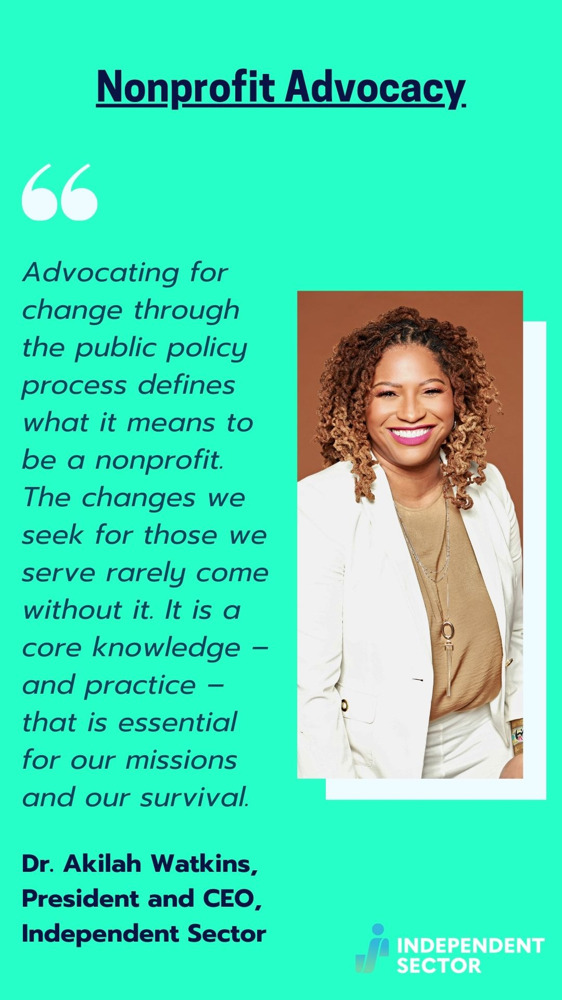 Nonprofit Advocacy
“
Advocating for
change through
the public policy
process defines
what it means to
be a nonprofit.
The changes we
seek for those we
serve rarely come
without it. It is a
core knowledge –
and practice –
that is essential
for our missions
and our survival.
Dr. Akilah Watkins,
President and CEO,
Independent Sector
INDEPENDENT
SECTOR